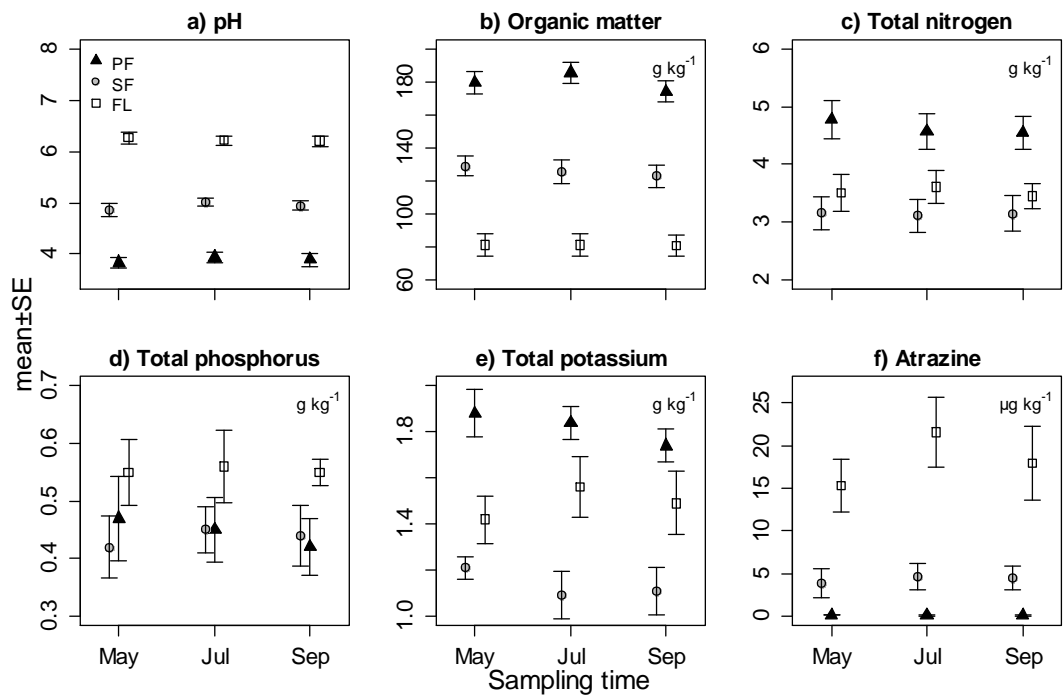 a) pH
b) Organic matter
c) Total nitrogen
8
7
6
5
4
PF
SF
FL
60
100
140
180
g kg⁻¹
2
3
4
5
6
g kg⁻¹
mean±SE
d) Total phosphorus
e) Total potassium
f) Atrazine
0.3
0.4
0.5
0.6
0.7
g kg⁻¹
1.0
1.4
1.8
g kg⁻¹
0
5
10
15
20
25
µg kg⁻¹
May Jul Sep
May Jul Sep
May Jul Sep
Sampling time